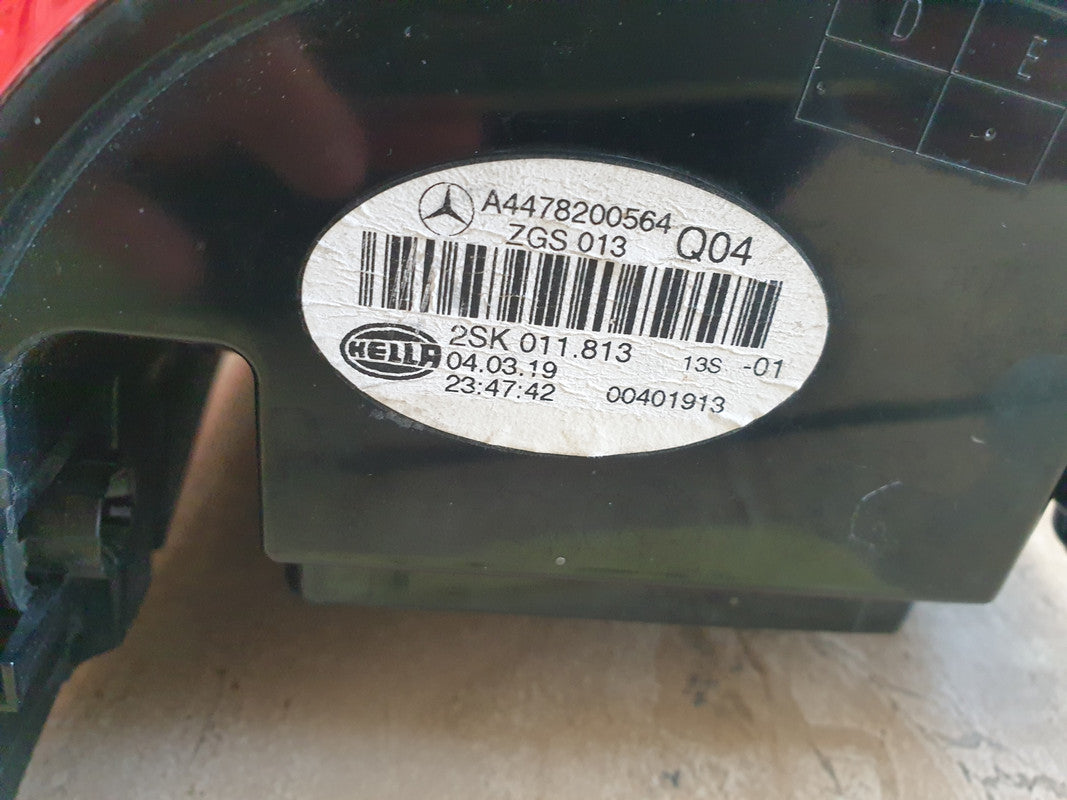 D
E
A4478200564
ZGS 013 Q04
HELLA
2SK 011.813 13S -01
04.03.19
23:47:42 00401913